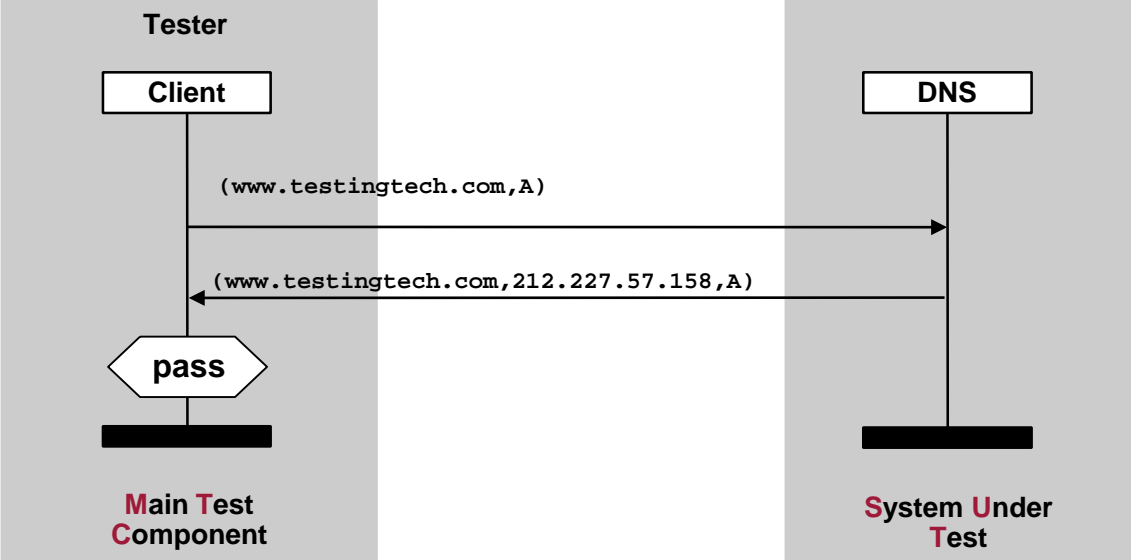 Tester
Client
DNS
(www.testingtech.com,A)
(www.testingtech.com,212.227.57.158,A)
pass
Main Test
Component
System Under
Test